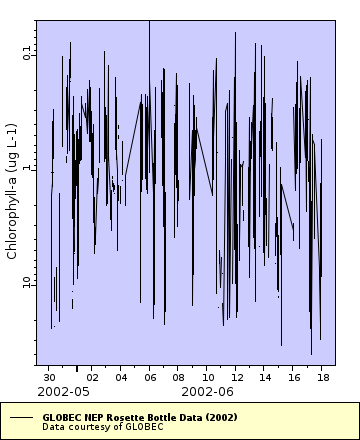 0.1
1
10
Chlorophyll-a (ug L-1)
30 02 04 06 08 10 12 14 16 18
2002-05 2002-06
GLOBEC NEP Rosette Bottle Data (2002)
Data courtesy of GLOBEC